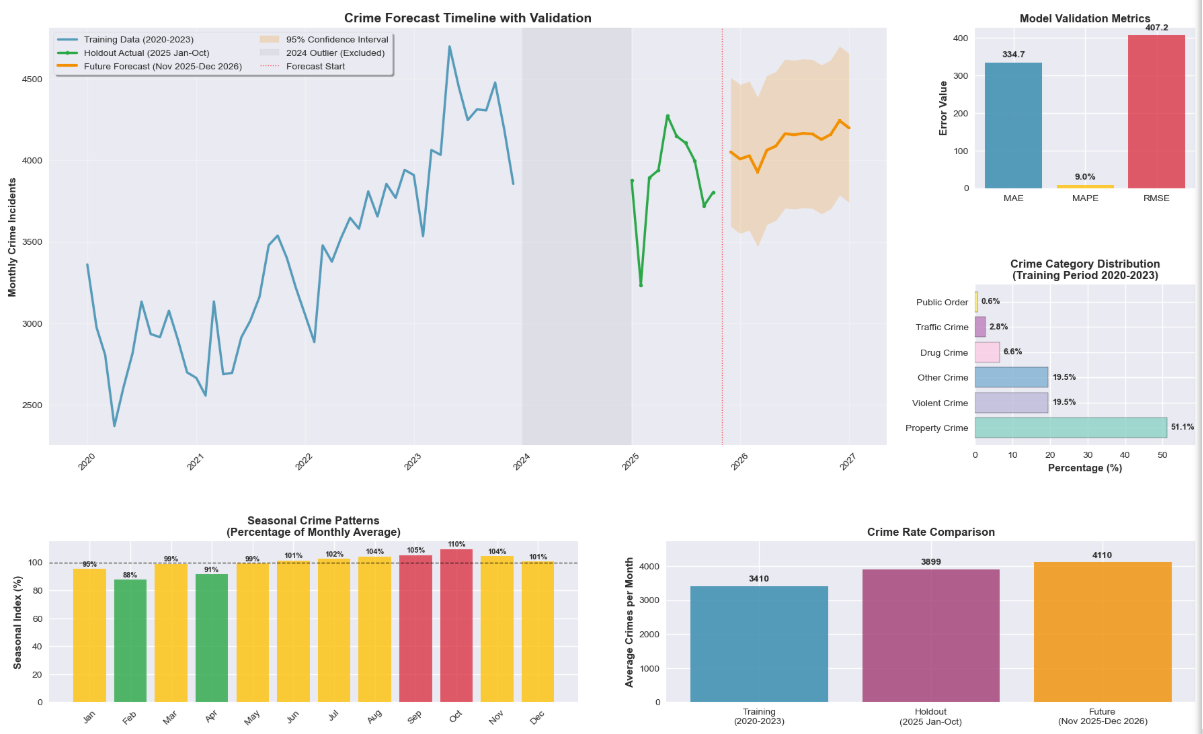 Crime Forecast Timeline with Validation
Training Data (2020-2023)
Holdout Actual (2025 Jan-Oct)
Future Forecast (Nov 2025-Dec 2026)
95% Confidence Interval
2024 Outlier (Excluded)
Forecast Start
Monthly Crime Incidents
4500
4000
3500
3000
2500
2020
2021
2022
2023
2024
2025
2026
2027
Model Validation Metrics
Error Value
400
300
200
100
0
334.7
9.0%
407.2
MAE
MAPE
RMSE
Crime Category Distribution
(Training Period 2020-2023)
Public Order
0.6%
Traffic Crime
2.8%
Drug Crime
6.6%
Other Crime
19.5%
Violent Crime
19.5%
Property Crime
51.1%
0
10
20
30
40
50
Percentage (%)
Seasonal Crime Patterns
(Percentage of Monthly Average)
Seasonal Index (%)
100
80
60
40
20
0
95%
88%
99%
91%
99%
101%
102%
104%
105%
110%
104%
101%
Jan
Feb
Mar
Apr
May
Jun
Jul
Aug
Sep
Oct
Nov
Dec
Crime Rate Comparison
Average Crimes per Month
4000
3000
2000
1000
0
3410
3899
4110
Training
(2020-2023)
Holdout
(2025 Jan-Oct)
Future
(Nov 2025-Dec 2026)